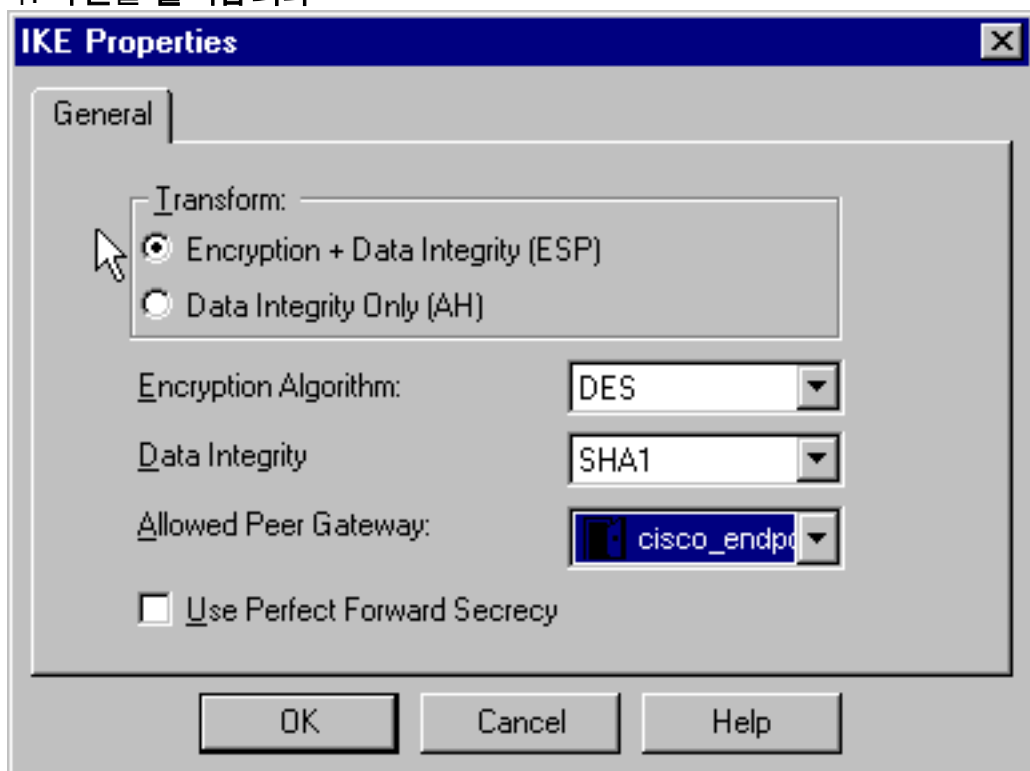 IKE Properties
General
Transform:
Encryption + Data Integrity (ESP)
Data Integrity Only (AH)
Encryption Algorithm:
DES
Data Integrity
SHA1
Allowed Peer Gateway:
cisco_endpo
Use Perfect Forward Secrecy
OK
Cancel
Help